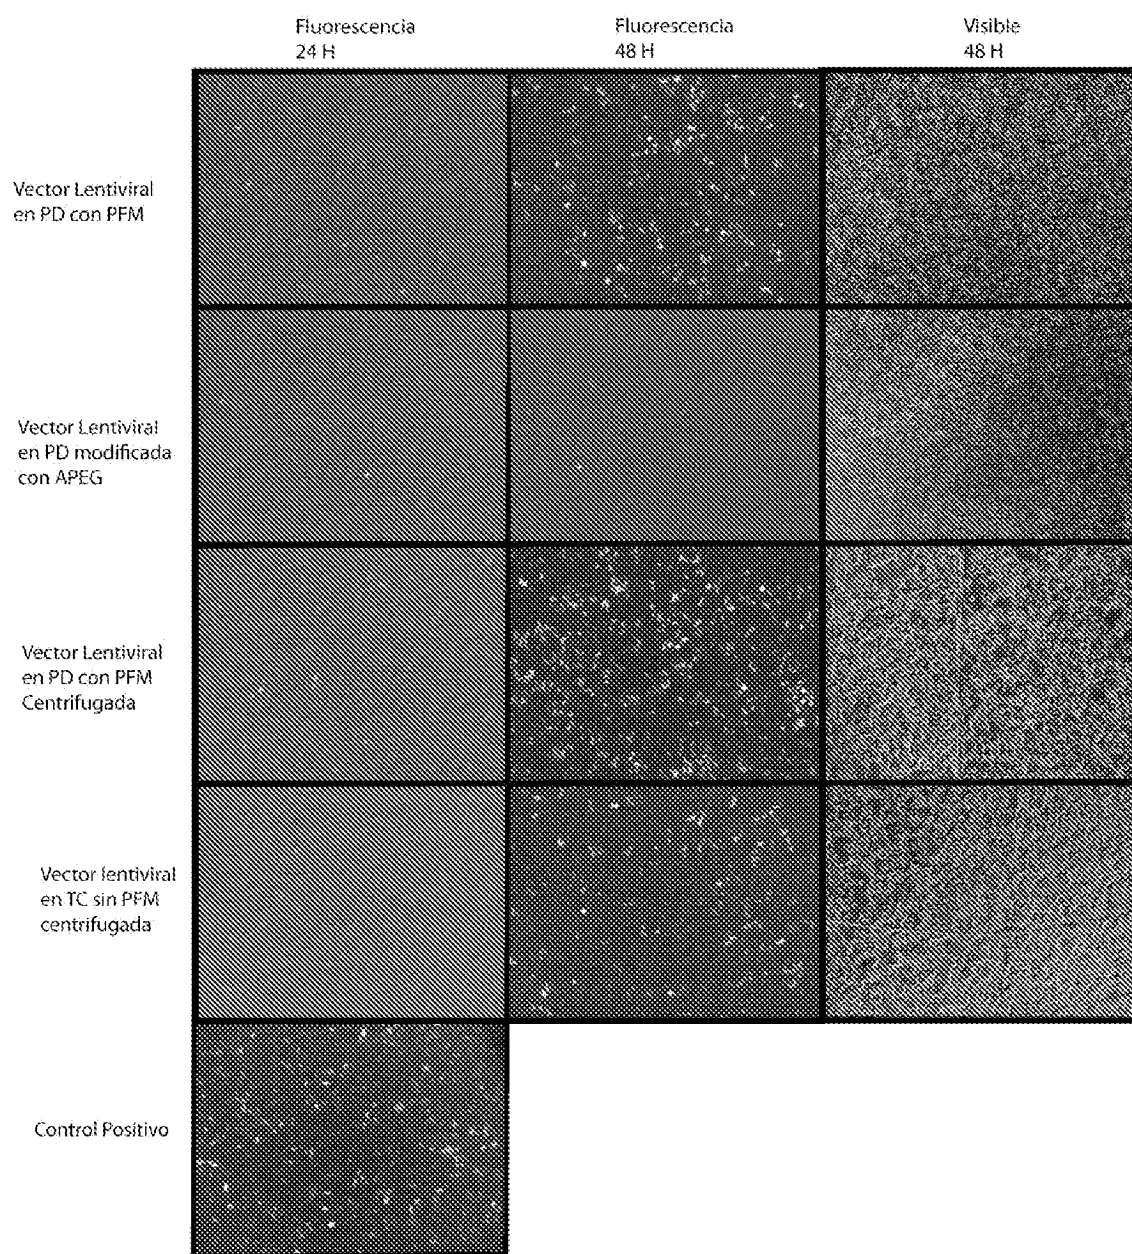 Fluorescencia
24 H
Fluorescencia
48 H
Visible
48 H
Vector Lentiviral
en PD con PFM
Vector Lentiviral
en PD modificada
con APEG
Vector Lentiviral
en PD con PFM
Centrifugada
Vector lentiviral
en TC sin PFM
centrifugada
Control Positivo